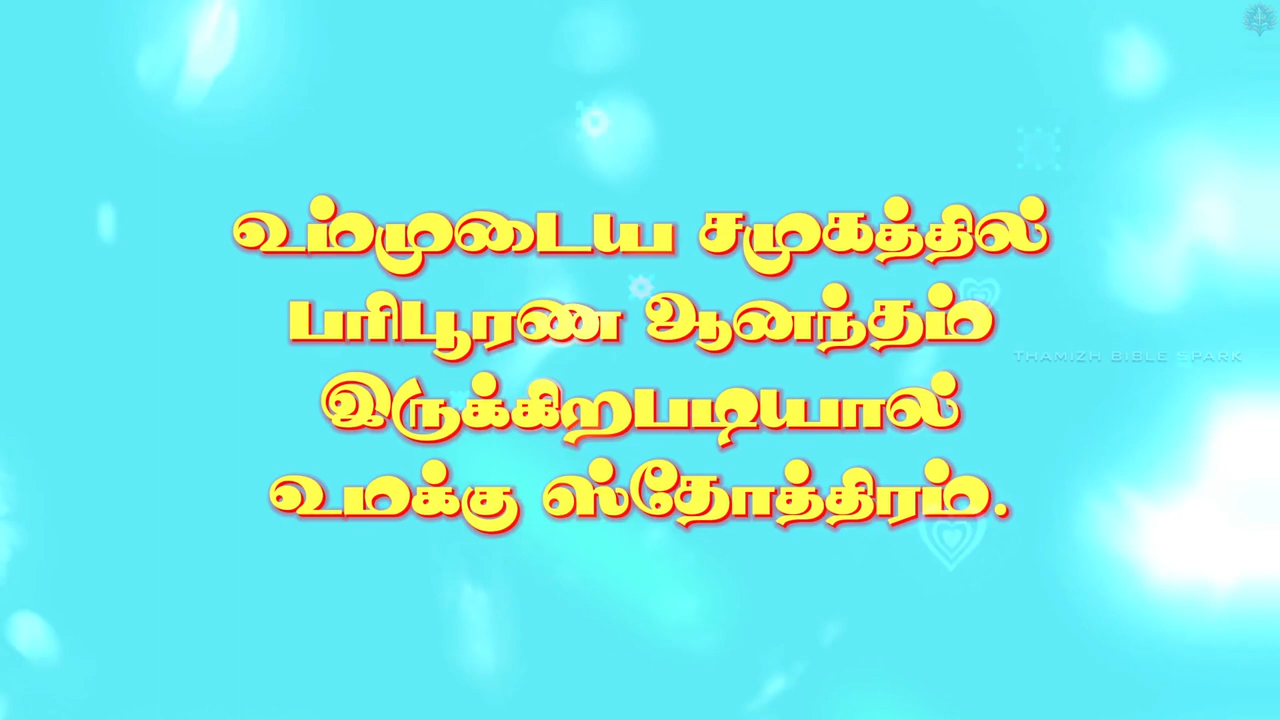 உம்முடைய சமுகத்தில்
பரிபூரண ஆனந்தம்
THAMIZH BIBLE SPARK
இருக்கிறபடியால்
உமக்கு ஸ்தோத்திரம்.